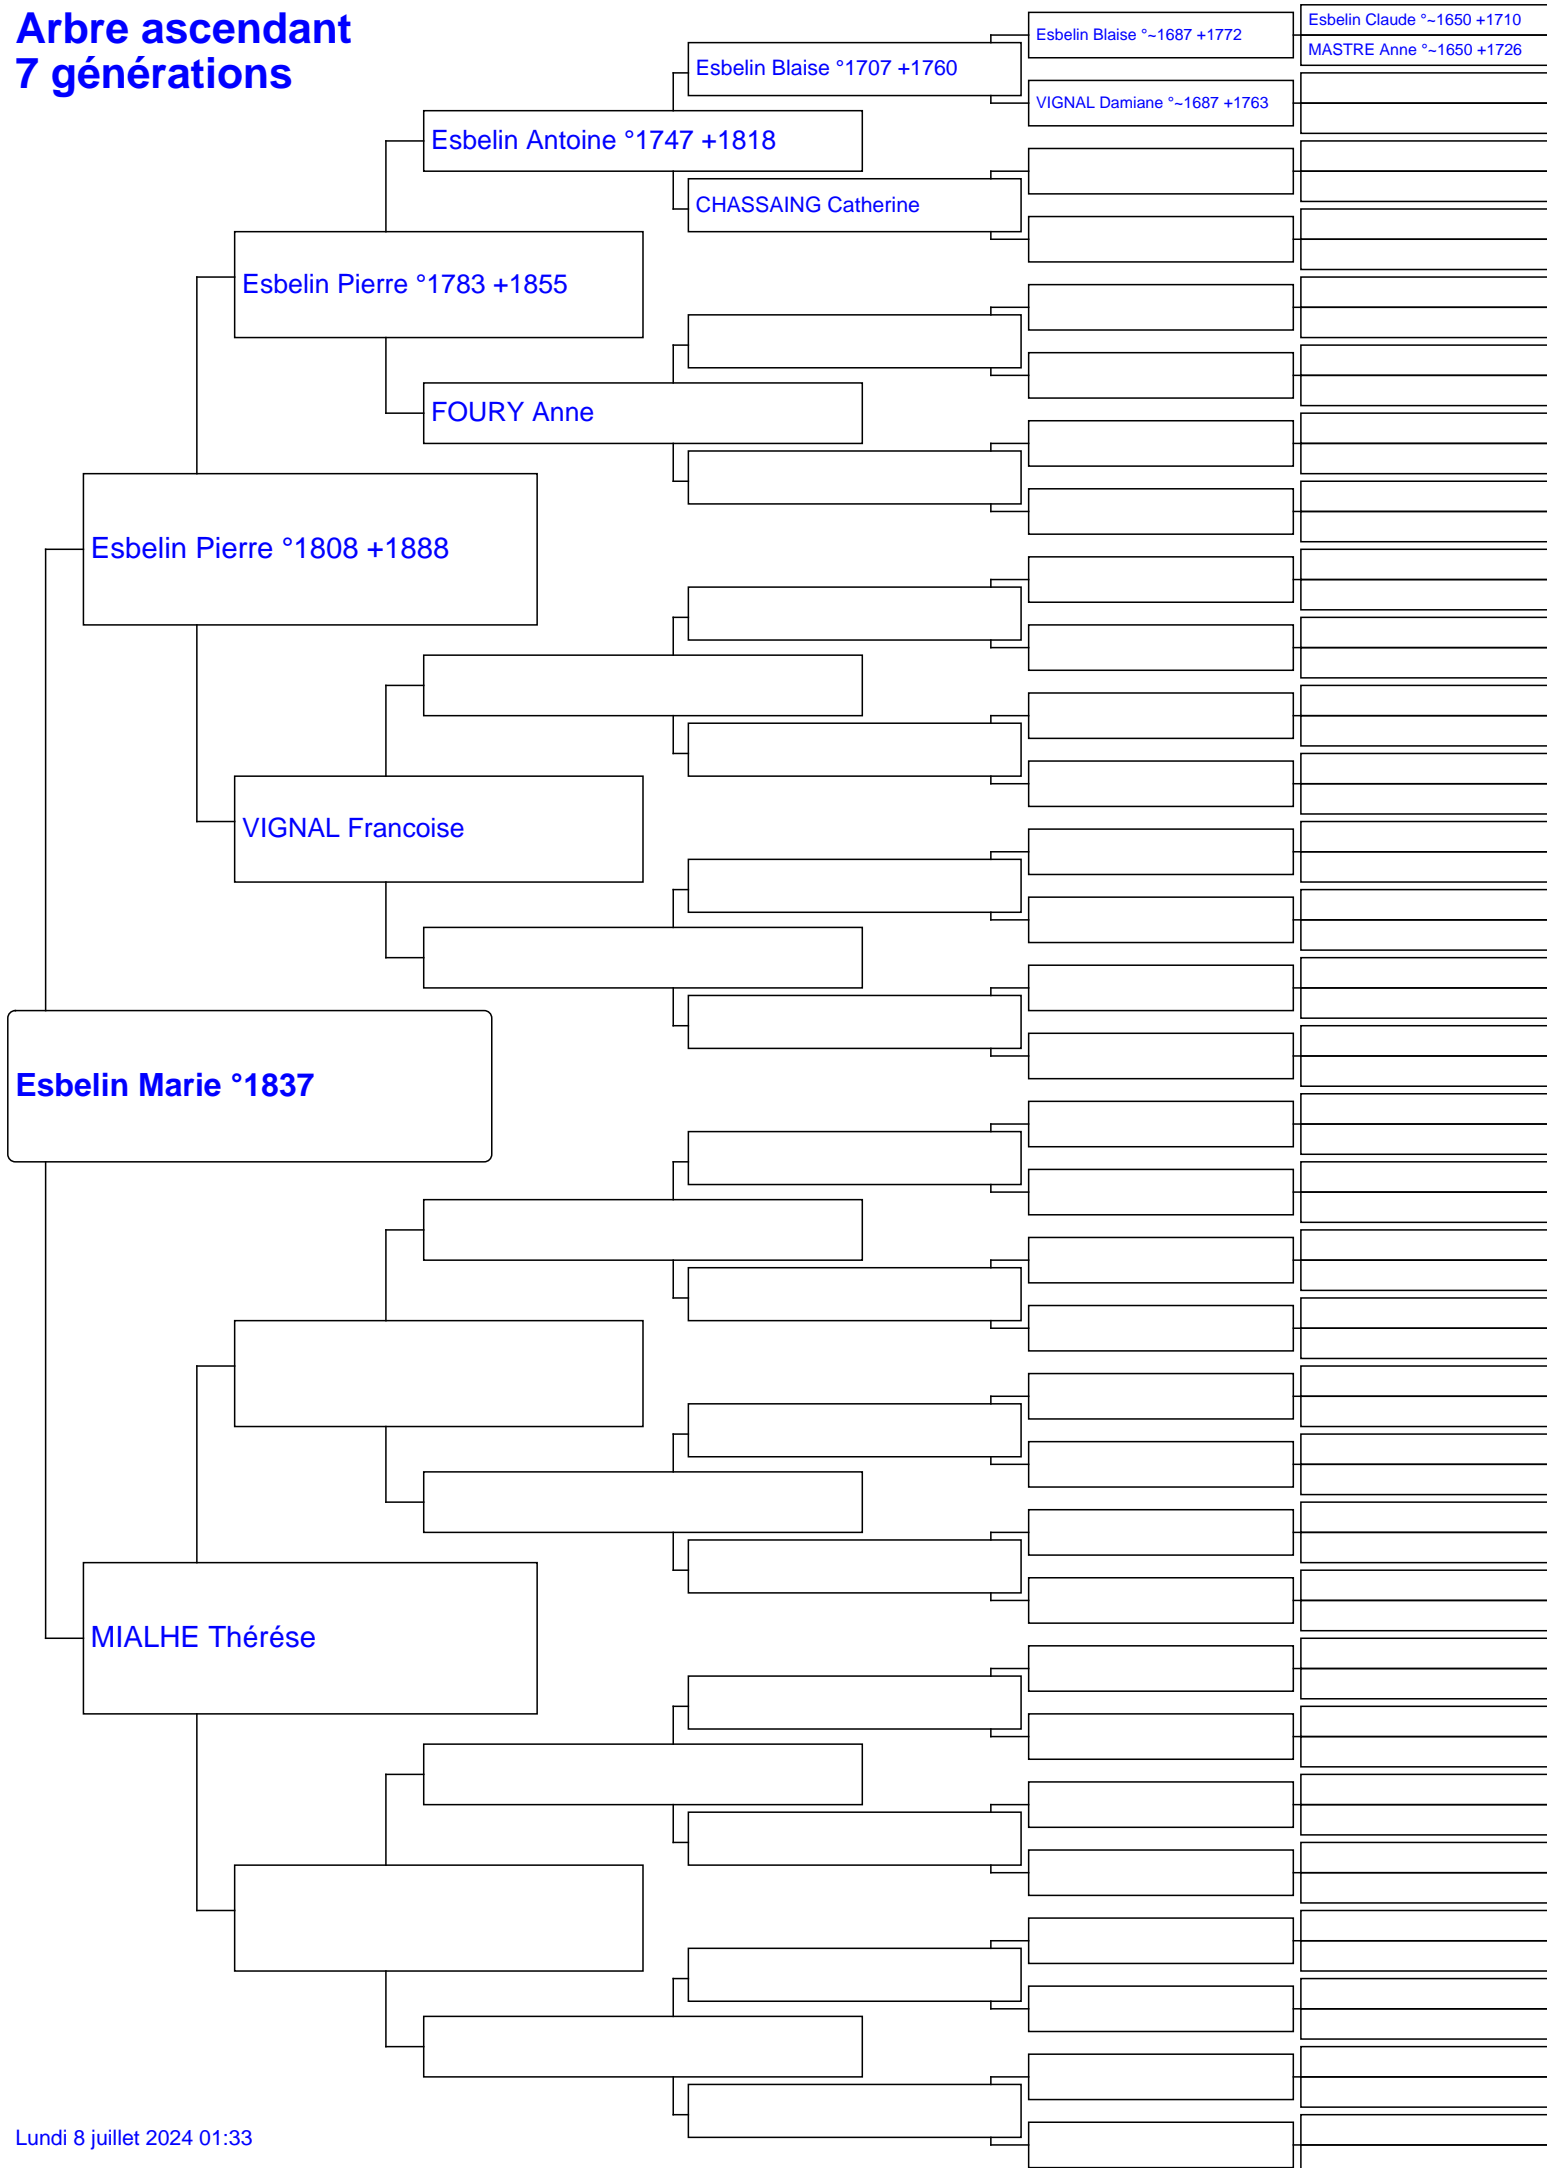 Arbre ascendant
7 générations
Esbelin Claude °~1650 +1710
Esbelin Blaise °~1687 +1772
MASTRE Anne °~1650 +1726
Esbelin Blaise °1707 +1760
VIGNAL Damiane °~1687 +1763
Esbelin Antoine °1747 +1818
CHASSAING Catherine
Esbelin Pierre °1783 +1855
FOURY Anne
Esbelin Pierre °1808 +1888
VIGNAL Francoise
Esbelin Marie °1837
MIALHE Thérése
Lundi 8 juillet 2024 01:33